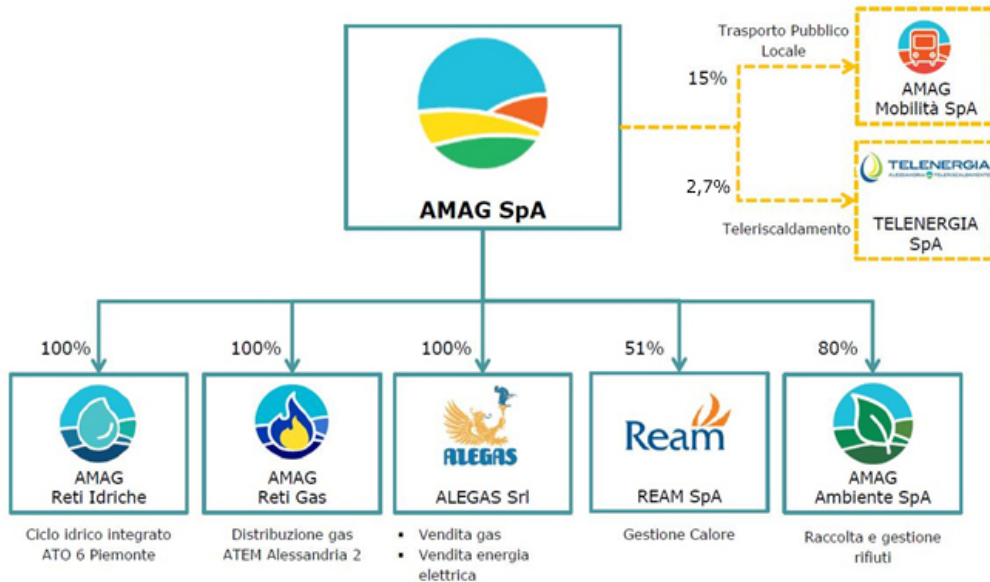 Trasporto Pubblico
Locale
15%
AMAG
Mobilità SpA
AMAG SpA
2,7%
Teleriscaldamento
TELENERGIA
ALESSANDRIA TELERISCALDAMENTO
TELENERGIA
SpA
100%
100%
100%
51%
80%
AMAG
Reti Idriche
Ciclo idrico integrato
ATO 6 Piemonte
AMAG
Reti Gas
Distribuzione gas
ATEM Alessandria 2
ALEGAS
ALEGAS Srl
▪ Vendita gas
▪ Vendita energia
elettrica
Ream
REAM SpA
Gestione Calore
AMAG
Ambiente SpA
Raccolta e gestione
rifiuti